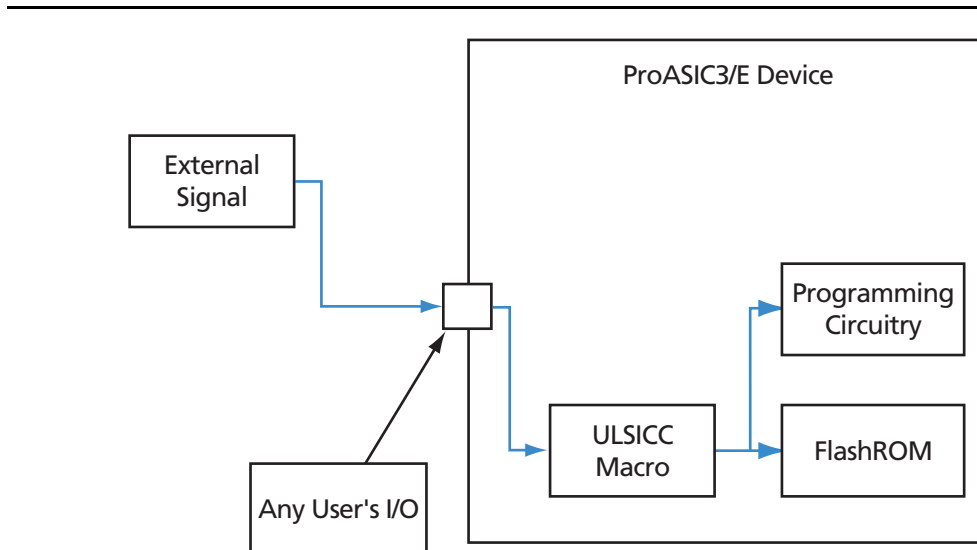 ProASIC3/E Device
External
Signal
Programming
Circuitry
ULSICC
Macro
FlashROM
Any User's I/O